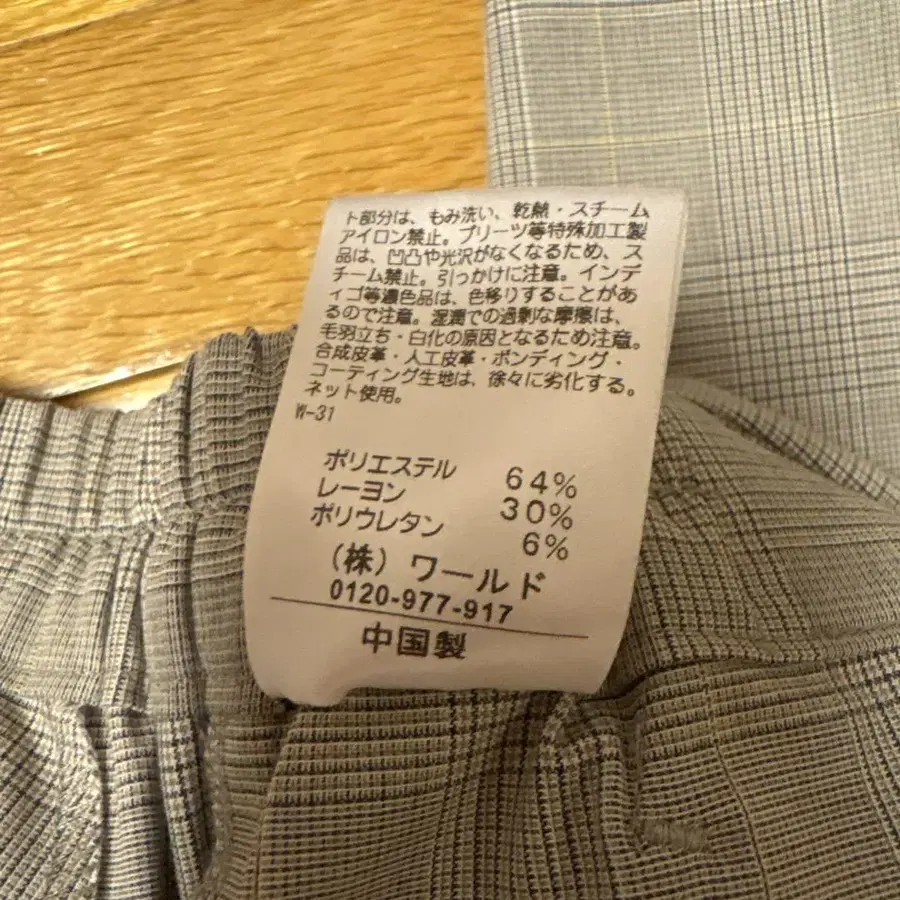 ト部分は、もみ洗い、乾熱・スチーム
アイロン禁止。プリーツ等特殊加工製
品は、凹凸や光沢がなくなるため、ス
チーム禁止。引っかけに注意。インデ
ィゴ等濃色品は、色移りすることがあ
るので注意。湿潤での過剰な摩擦は、
毛羽立ち・白化の原因となるため注意。
合成皮革・人工皮革・ボンディング・
コーティング生地は、徐々に劣化する。
ネット使用。
W-31
ポリエステル 64%
レーヨン 30%
ポリウレタン 6%
(株) ワールド
0120-977-917
中国製